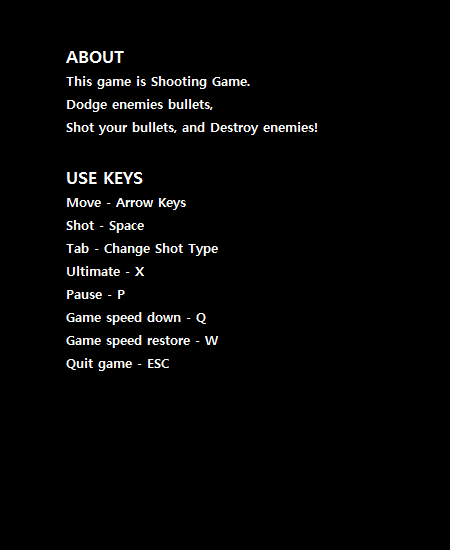 ABOUT
This game is Shooting Game.
Dodge enemies bullets,
Shot your bullets, and Destroy enemies!
USE KEYS
Move - Arrow Keys
Shot - Space
Tab - Change Shot Type
Ultimate - X
Pause - P
Game speed down - Q
Game speed restore - W
Quit game - ESC